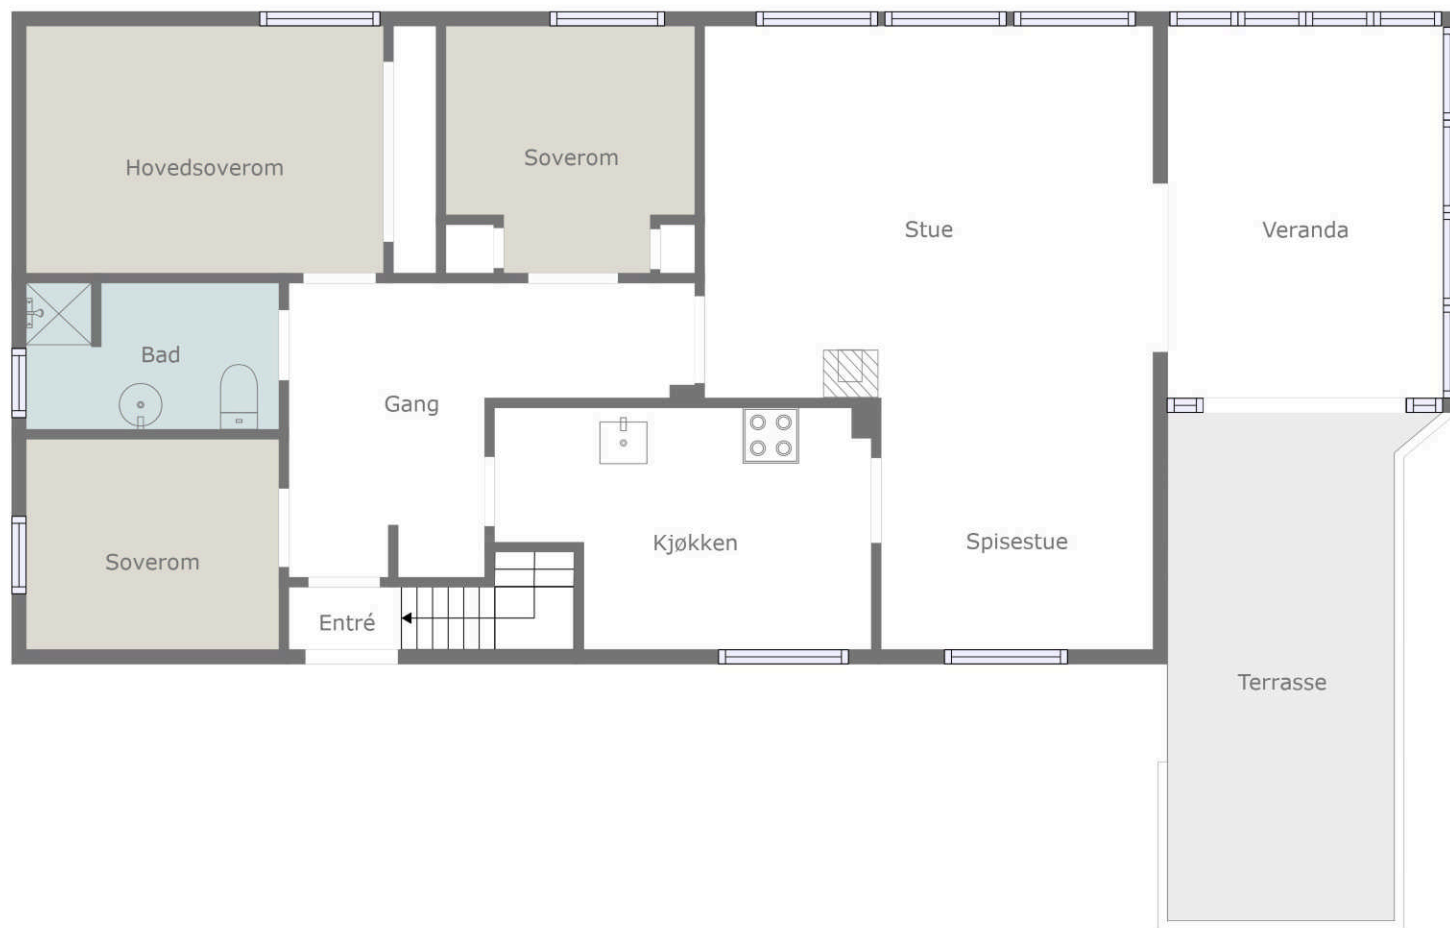 Hovedsoverom
Soverom
Stue
Veranda
Bad
Gang
Soverom
Kjøkken
Spisestue
Entré
Terrasse